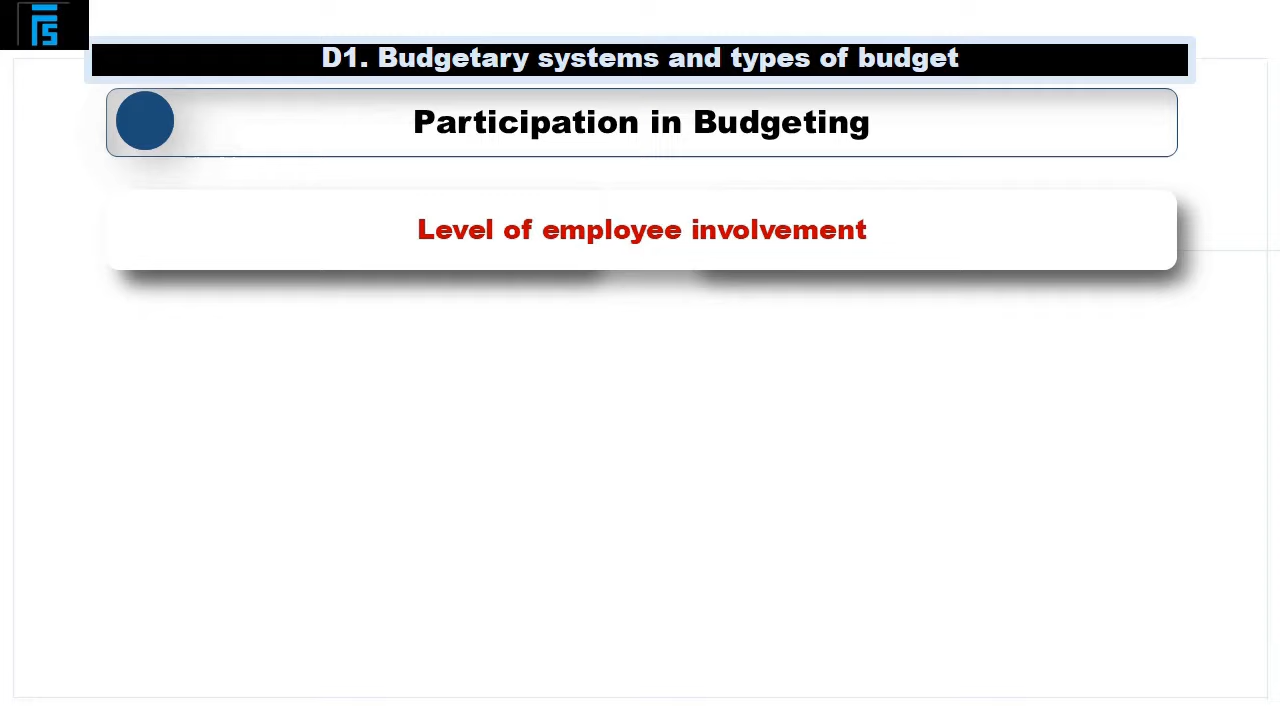 D1. Budgetary systems and types of budget
Participation in Budgeting
Level of employee involvement